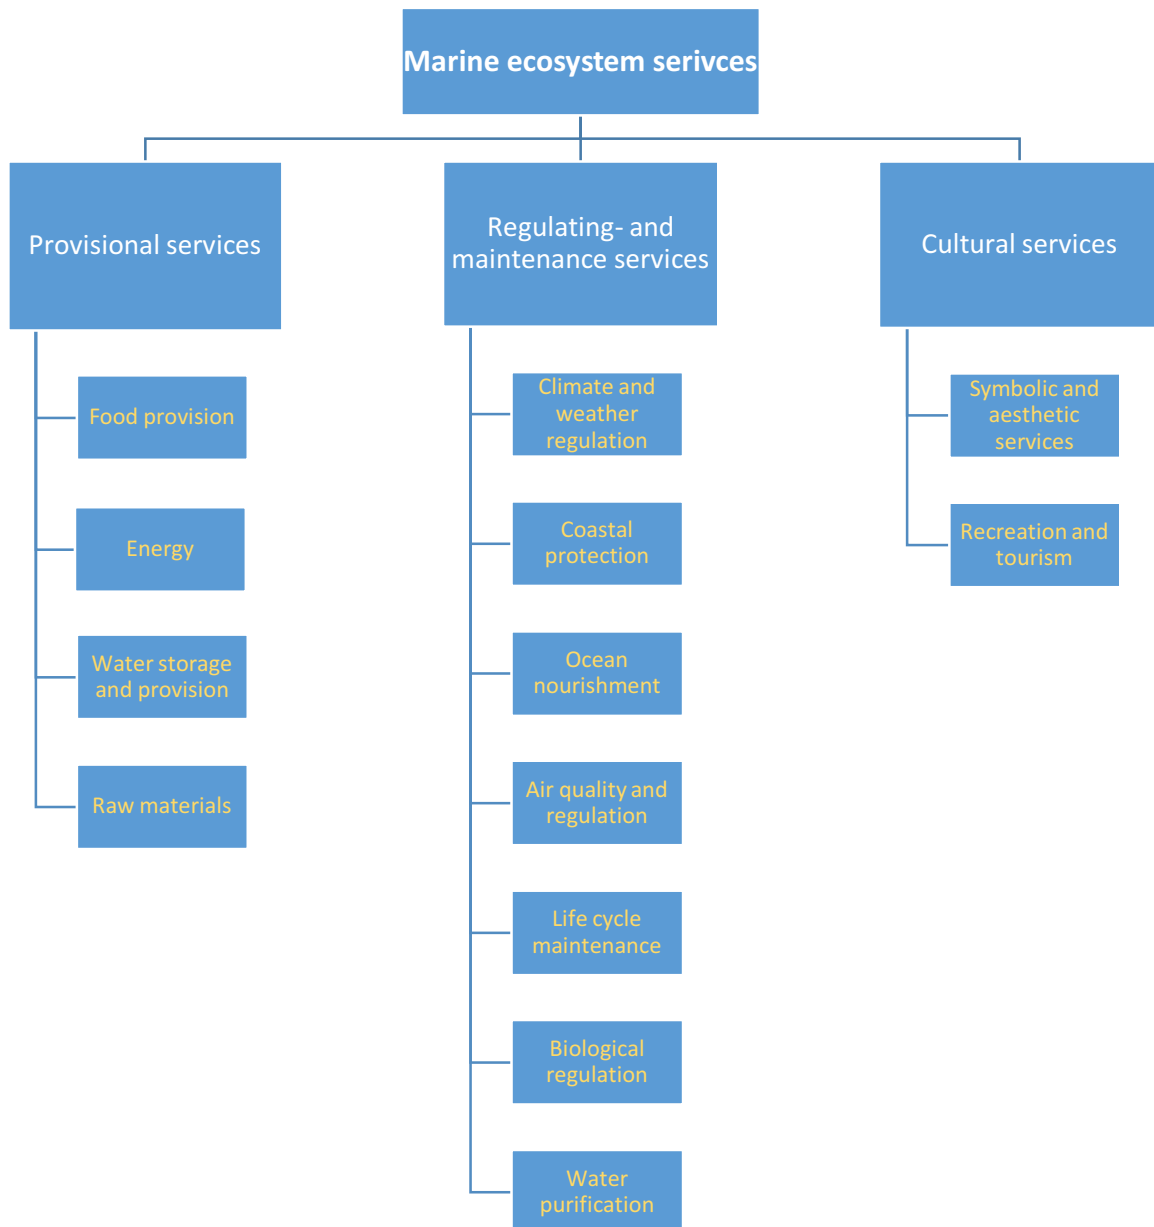 Marine ecosystem serivces
Provisional services
Regulating- and
maintenance services
Cultural services
Food provision
Energy
Water storage
and provision
Raw materials
Climate and
weather
regulation
Coastal
protection
Ocean
nourishment
Air quality and
regulation
Life cycle
maintenance
Biological
regulation
Water
purification
Symbolic and
aesthetic
services
Recreation and
tourism